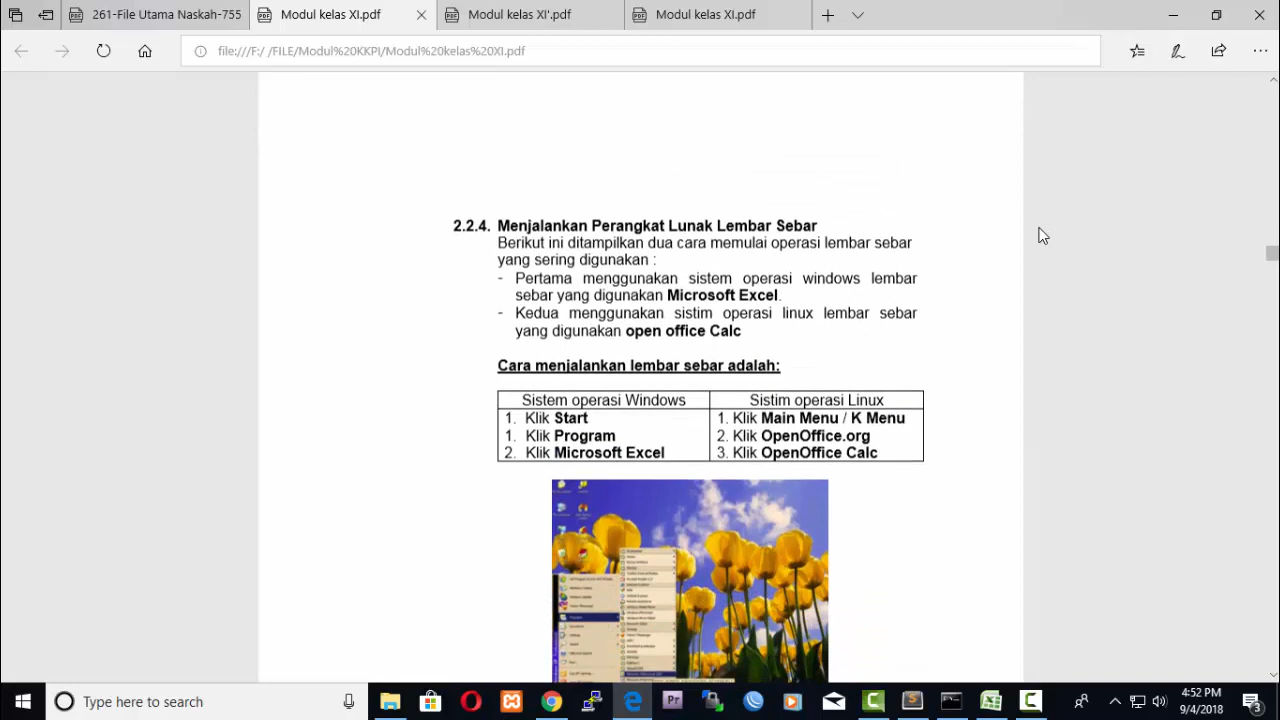 261-File Utama Naskah-755
Modul kelas XI.pdf
Modul kelas XI'.pdf
Modul kelas XI.pdf
file:///F:/ /FILE/Modul%20KKPI/Modul%20kelas%20XI.pdf
2.2.4. Menjalankan Perangkat Lunak Lembar Sebar
Berikut ini ditampilkan dua cara memulai operasi lembar sebar
yang sering digunakan :
- Pertama menggunakan sistem operasi windows lembar
sebar yang digunakan Microsoft Excel.
- Kedua menggunakan sistim operasi linux lembar sebar
yang digunakan open office Calc
Cara menjalankan lembar sebar adalah:
Sistem operasi Windows
1. Klik Start
1. Klik Program
2. Klik Microsoft Excel
Sistim operasi Linux
1. Klik Main Menu / K Menu
2. Klik OpenOffice.org
3. Klik OpenOffice Calc
Type here to search
4:52 PM
9/4/2018